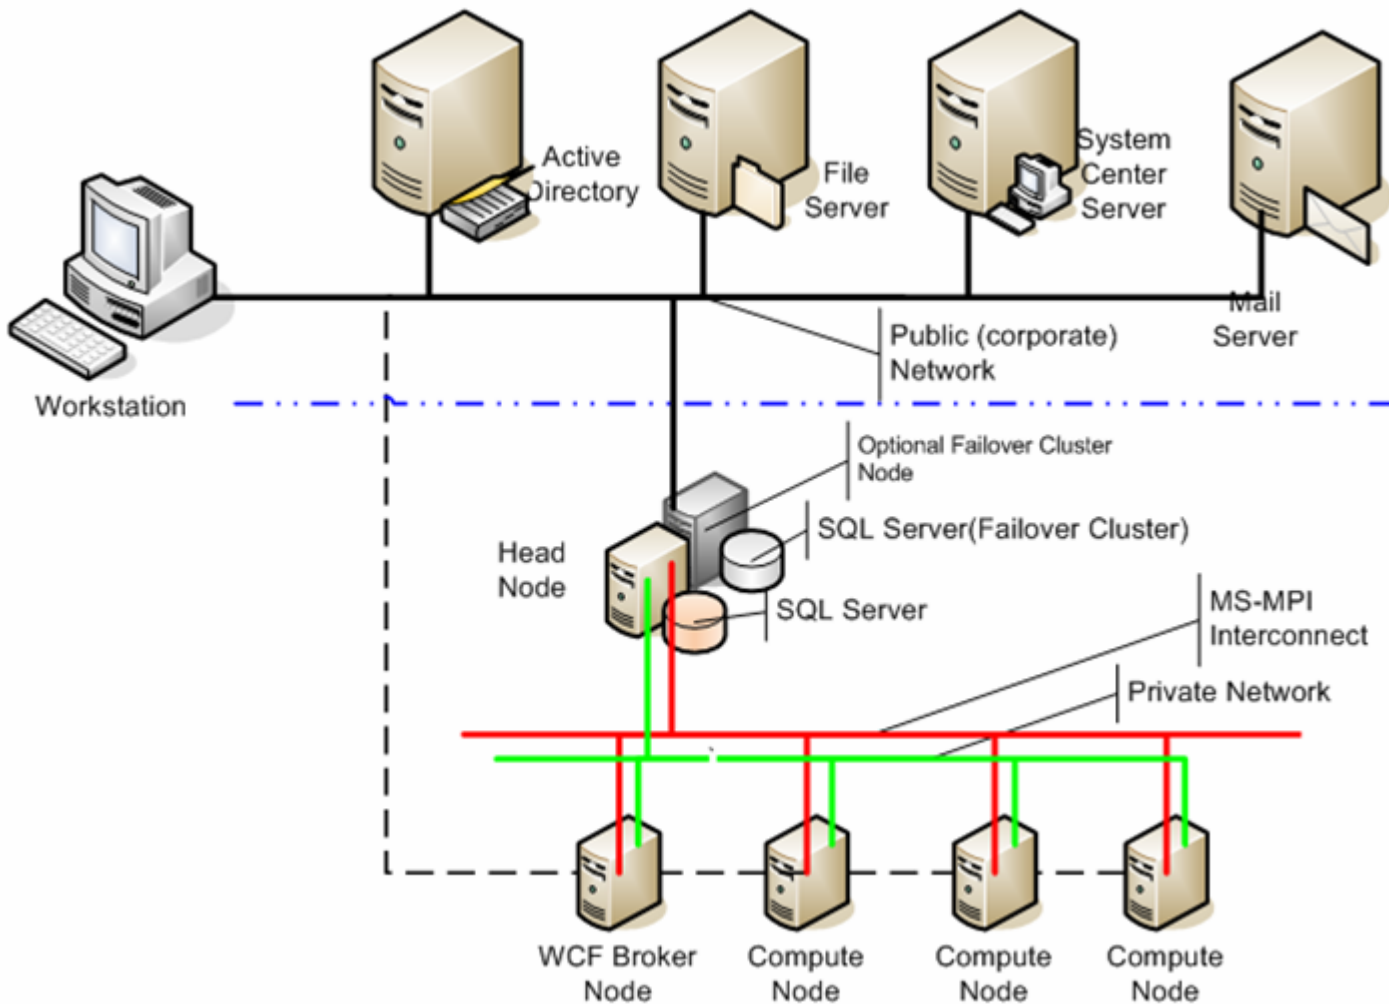 Active
Directory
File
Server
System
Center
Server
Mail
Server
Workstation
Public (corporate)
Network
Optional Failover Cluster
Node
SQL Server(Failover Cluster)
Head
Node
SQL Server
MS-MPI
Interconnect
Private Network
WCF Broker
Node
Compute
Node
Compute
Node
Compute
Node